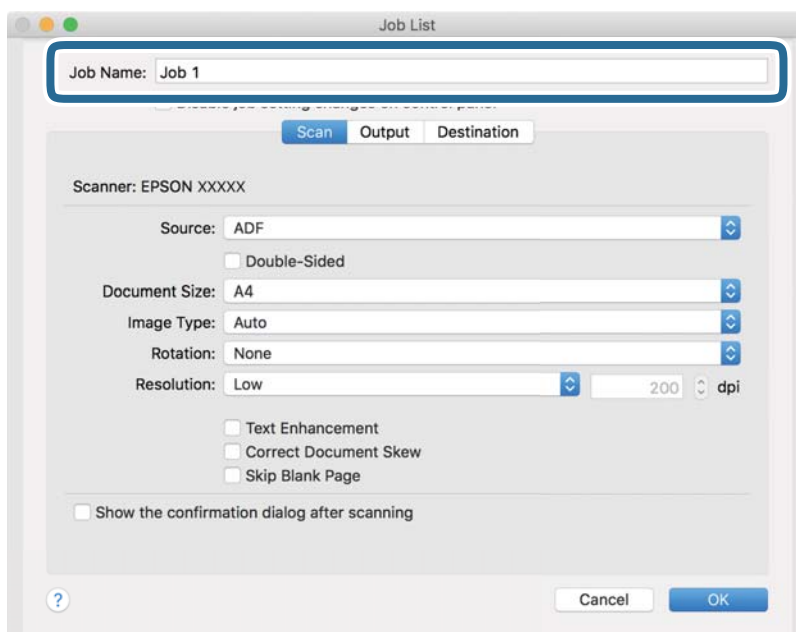 Job List
Job Name: Job 1
Scan Output Destination
Scanner: EPSON XXXXX
Source: ADF
Double-Sided
Document Size: A4
Image Type: Auto
Rotation: None
Resolution: Low 200 dpi
Text Enhancement
Correct Document Skew
Skip Blank Page
Show the confirmation dialog after scanning
? Cancel OK